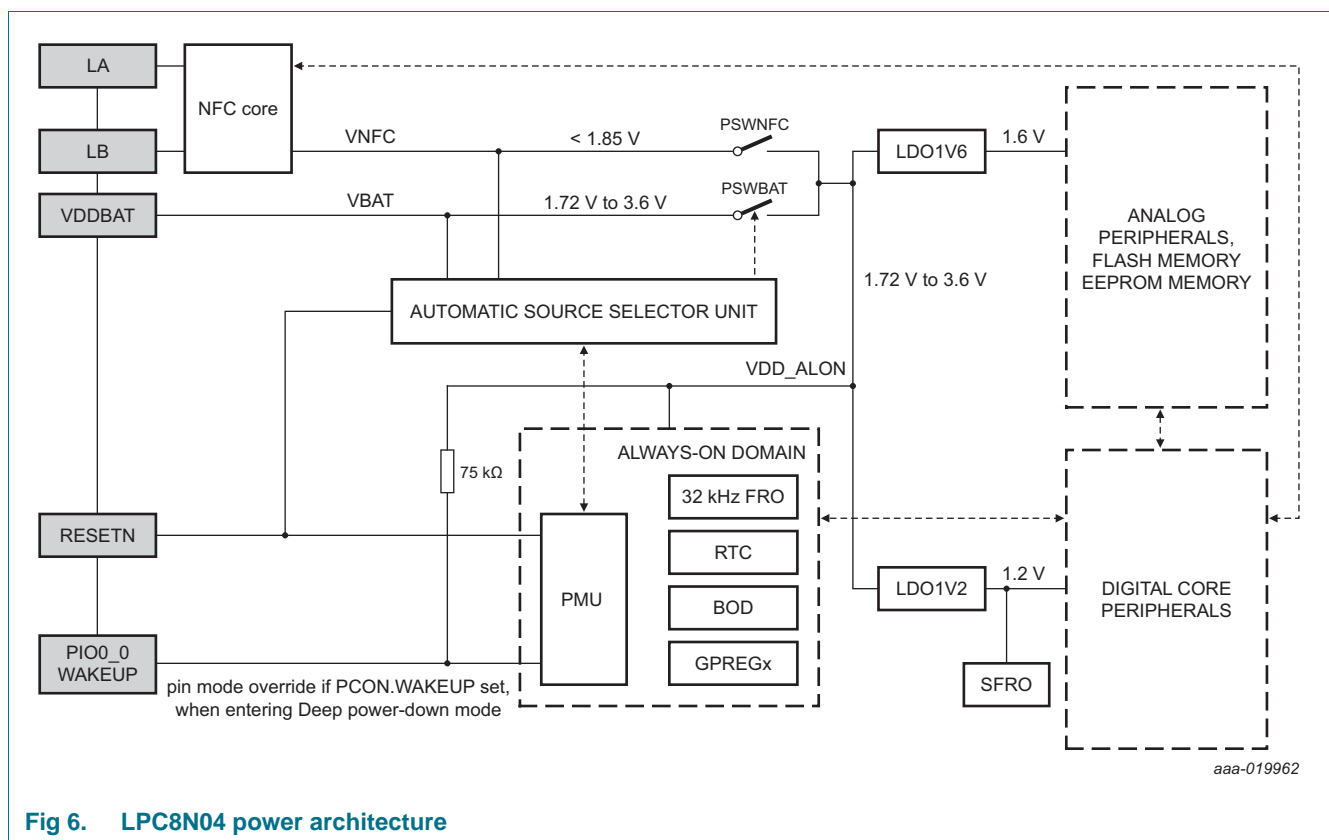 LA
NFC core
LB
VNFC
< 1.85 V
PSWNFC
LDO1V6
1.6 V
VDDBAT
VBAT
1.72 V to 3.6 V
PSWBAT
ANALOG
PERIPHERALS,
FLASH MEMORY
EEPROM MEMORY
1.72 V to 3.6 V
AUTOMATIC SOURCE SELECTOR UNIT
VDD_ALON
75 kΩ
ALWAYS-ON DOMAIN
32 kHz FRO
RTC
BOD
GPREGx
PMU
RESETN
PIO0_0
WAKEUP
pin mode override if PCON.WAKEUP set,
when entering Deep power-down mode
LDO1V2
1.2 V
SFRO
DIGITAL CORE
PERIPHERALS
aaa-019962
Fig 6. LPC8N04 power architecture